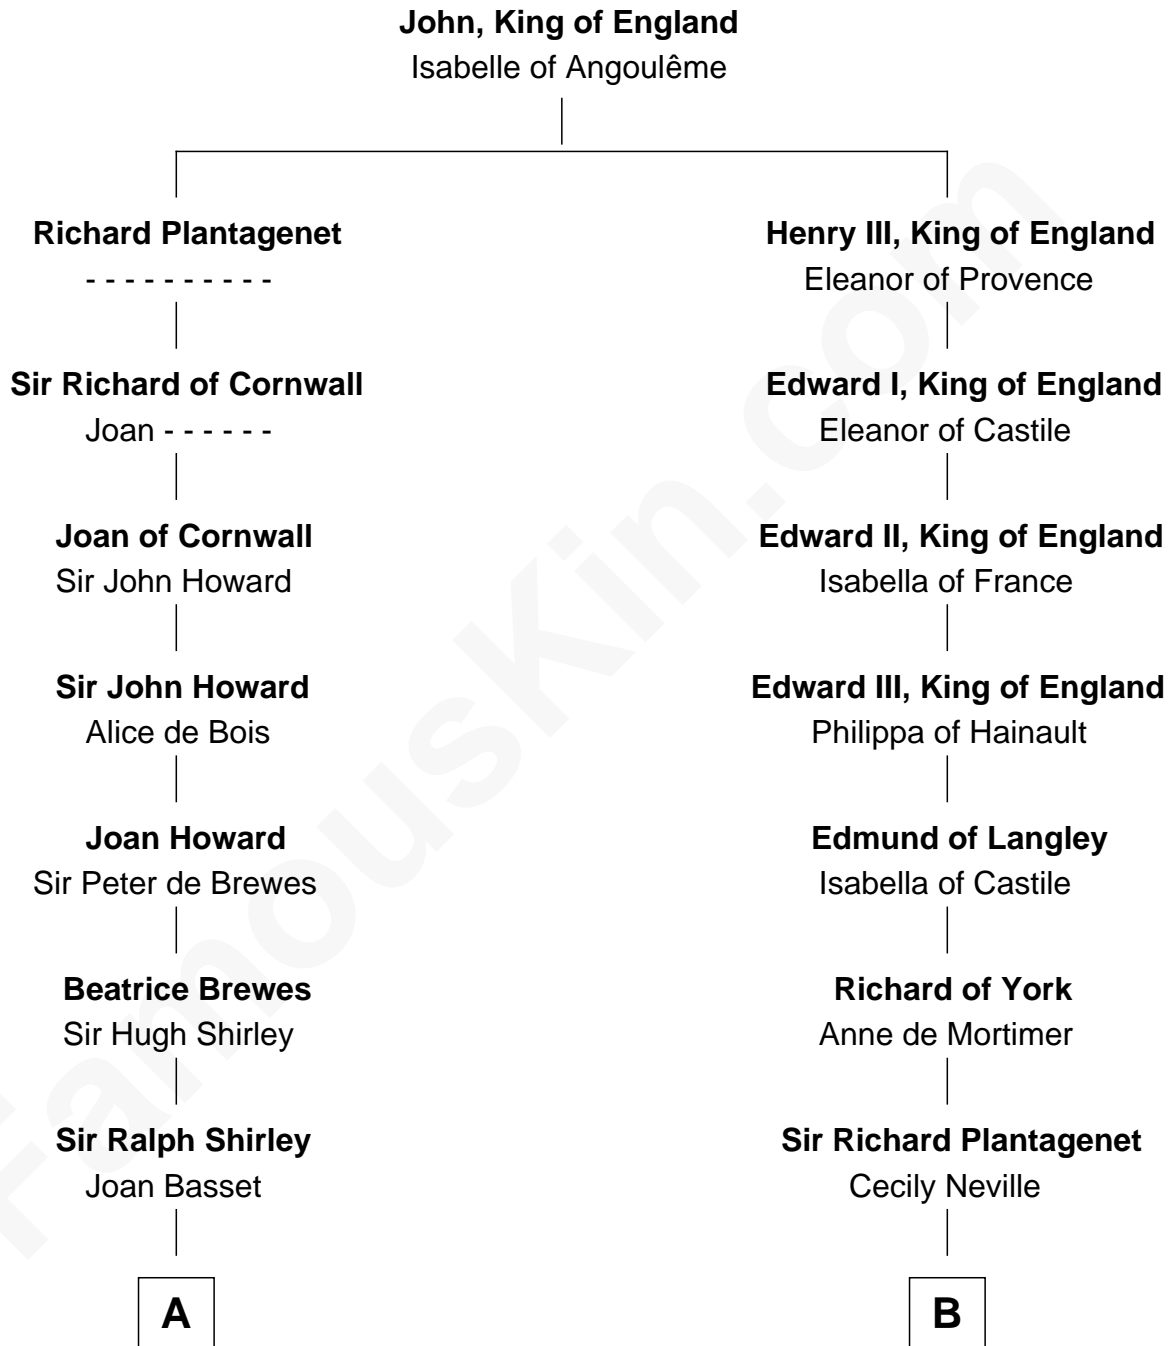 John, King of England
Isabelle of Angoulême
Richard Plantagenet
- - - - - - - - - -
Henry III, King of England
Eleanor of Provence
Sir Richard of Cornwall
Joan - - - - - -
Edward I, King of England
Eleanor of Castile
Joan of Cornwall
Sir John Howard
Edward II, King of England
Isabella of France
Sir John Howard
Alice de Bois
Edward III, King of England
Philippa of Hainault
Joan Howard
Sir Peter de Brewes
Edmund of Langley
Isabella of Castile
Beatrice Brewes
Sir Hugh Shirley
Richard of York
Anne de Mortimer
Sir Ralph Shirley
Joan Basset
Sir Richard Plantagenet
Cecily Neville
A
B
FamousKin.com